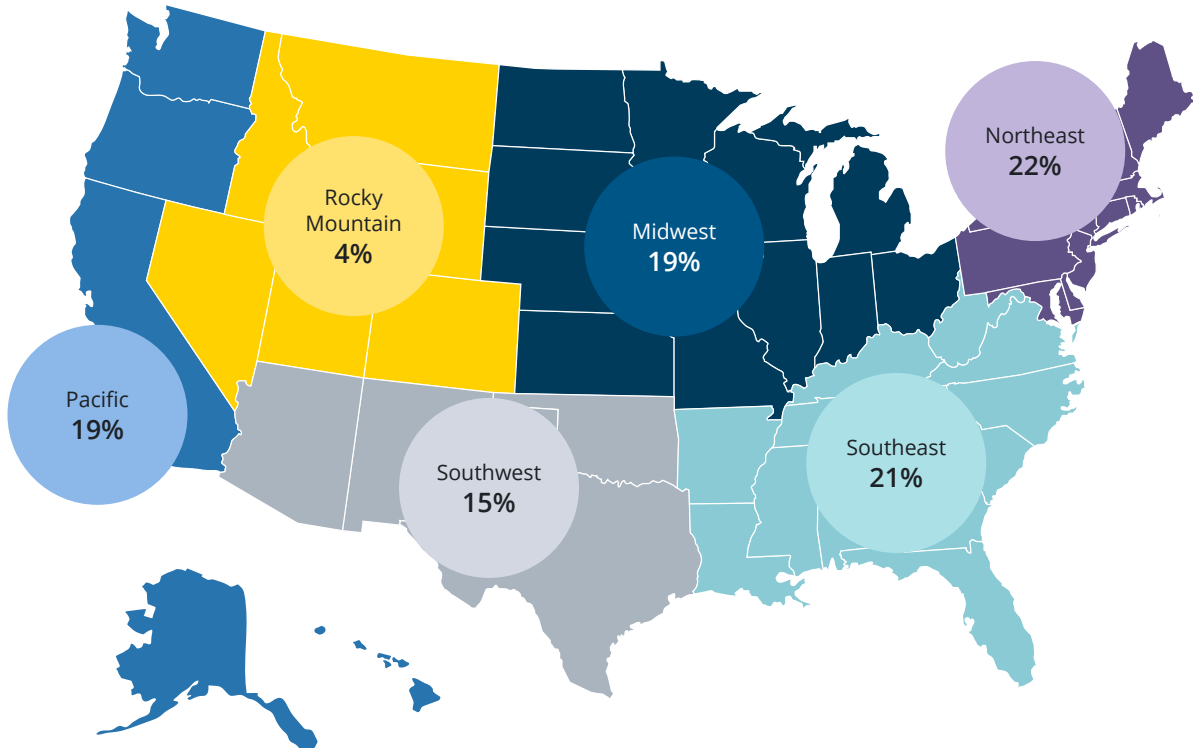 Northeast
22%
Rocky
Mountain
4%
Midwest
19%
Pacific
19%
Southwest
15%
Southeast
21%